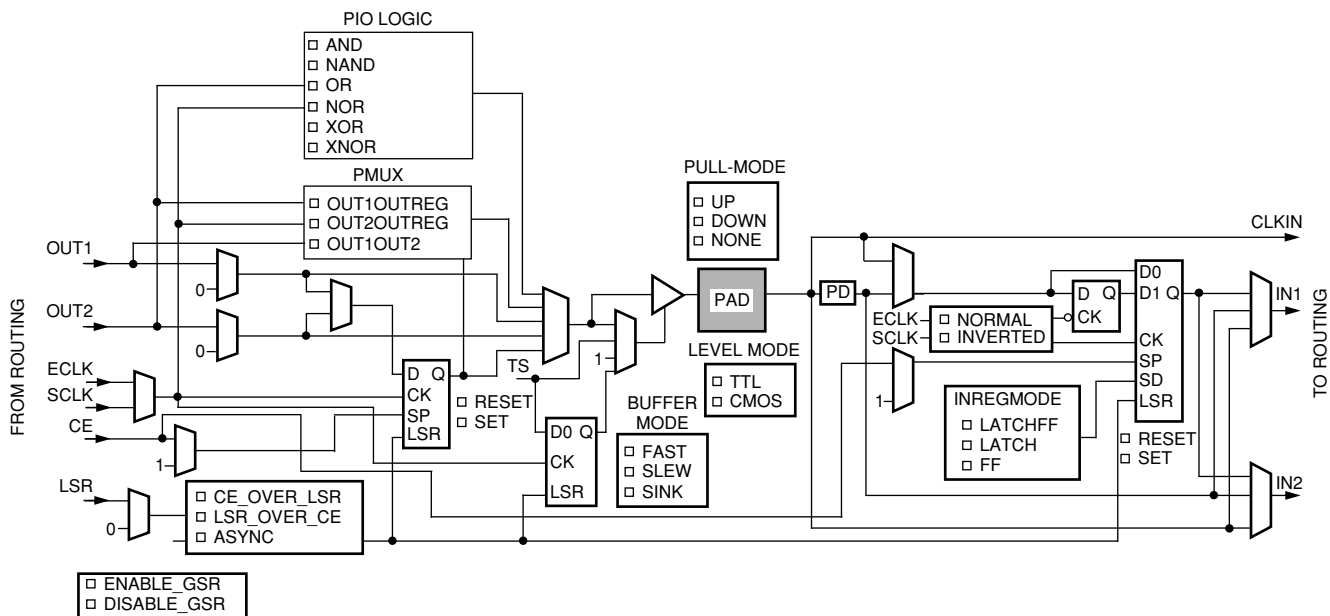 PIO LOGIC
AND
NAND
OR
NOR
XOR
XNOR
PMUX
OUT1OUTREG
OUT2OUTREG
OUT1OUT2
PULL-MODE
UP
DOWN
NONE
CLKIN
OUT1
0
OUT2
0
FROM ROUTING
ECLK
SCLK
CE
1
LSR
0
D Q
CK
SP
LSR
RESET
SET
TS
1
D0 Q
CK
LSR
PAD
LEVEL MODE
TTL
CMOS
BUFFER
MODE
FAST
SLEW
SINK
PD
ECLK
SCLK
NORMAL
INVERTED
1
D Q
CK
D0
D1 Q
CK
SP
SD
LSR
RESET
SET
INREGMODE
LATCHFF
LATCH
FF
IN1
IN2
TO ROUTING
CE_OVER_LSR
LSR_OVER_CE
ASYNC
ENABLE_GSR
DISABLE_GSR